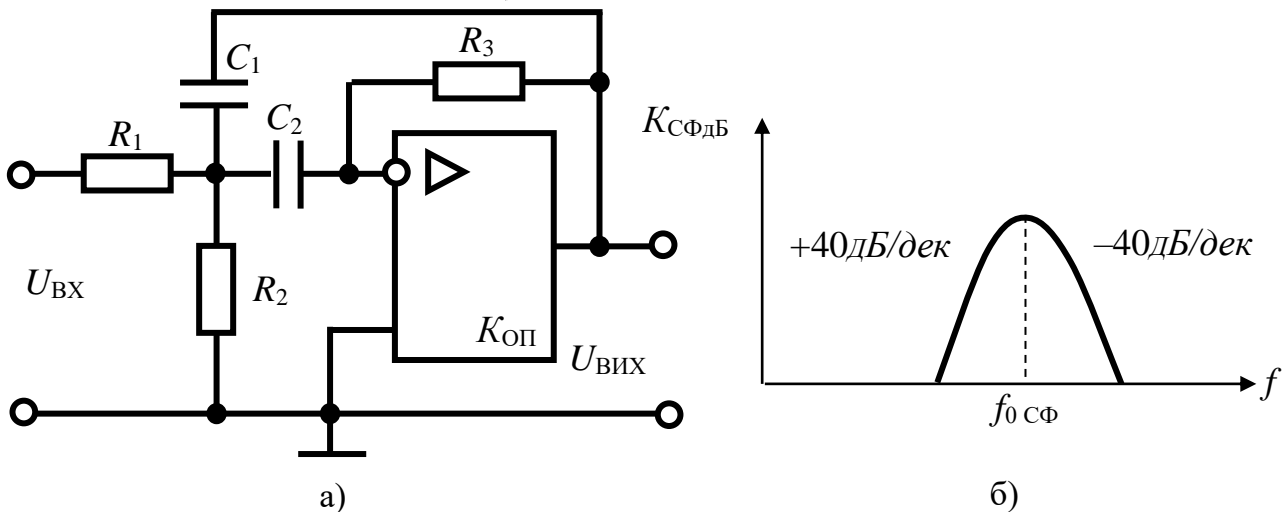 R3
C1
C2
R1
KСФдБ
+40дБ/дек
–40дБ/дек
UВХ
R2
KОП
UВИХ
f
f0 СФ
а)
б)